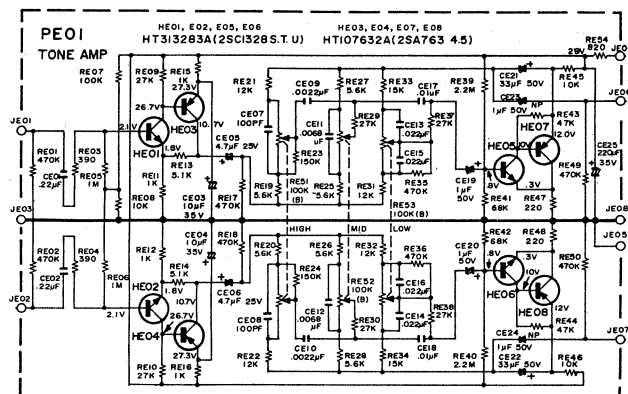 PE01
TONE AMP
HE01, E02, E05, E06
HT313283A(2SC1328S.T.U)
HE03, E04, E07, E08
HT107632A(2SA763 4.5)
RE54
820
28V
JE0
RE07
100K
RE09
27K
RE15
1K
27.3V
RE21
12K
CE09
.0022µF
RE27
5.6K
RE33
15K
CE17
.01µF
RE39
2.2M
CE21
33µF 50V
RE45
10K
CE23
1µF 50V
NP
RE43
47K
JE06
26.7V
HE03
10.7V
CE07
100PF
CE11
.0068
µF
RE29
27K
CE13
.022µF
RE37
27K
HE07
12.0V
JE01
2.1V
HE01
1.8V
RE13
5.1K
CE05
4.7µF 25V
RE23
150K
CE15
.022µF
HE05
10V
RE49
470K
CE25
220µF
35V
RE01
470K
CE01
.22µF
RE03
390
RE05
1M
RE11
1K
RE08
10K
CE03
10µF
35V
RE17
470K
RE19
5.6K
RE51
100K
(B)
RE25
5.6K
RE31
12K
RE35
470K
RE53
100K(B)
CE19
1µF
50V
.8V
RE41
68K
.3V
RE47
220
JE03
JE08
HIGH
MID
LOW
RE02
470K
CE02
.22µF
RE04
390
RE06
1M
RE12
1K
CE04
10µF
35V
RE18
470K
RE20
5.6K
RE26
5.6K
RE32
12K
RE36
470K
CE20
1µF
50V
RE42
68K
RE48
220
JE05
HE02
RE14
5.1K
1.8V
10.7V
CE06
4.7µF 25V
RE24
150K
RE52
100K
(B)
CE16
.022µF
.8V
.3V
10V
RE50
470K
JE02
2.1V
HE04
26.7V
27.3V
CE08
100PF
CE12
.0068
µF
RE30
27K
CE14
.022µF
RE38
27K
HE06
HE08
12V
RE44
47K
JE07
RE10
27K
RE16
1K
RE22
12K
CE10
.0022µF
RE28
5.6K
RE34
15K
CE18
.01µF
RE40
2.2M
CE24
1µF 50V
NP
CE22
33µF 50V
RE46
10K